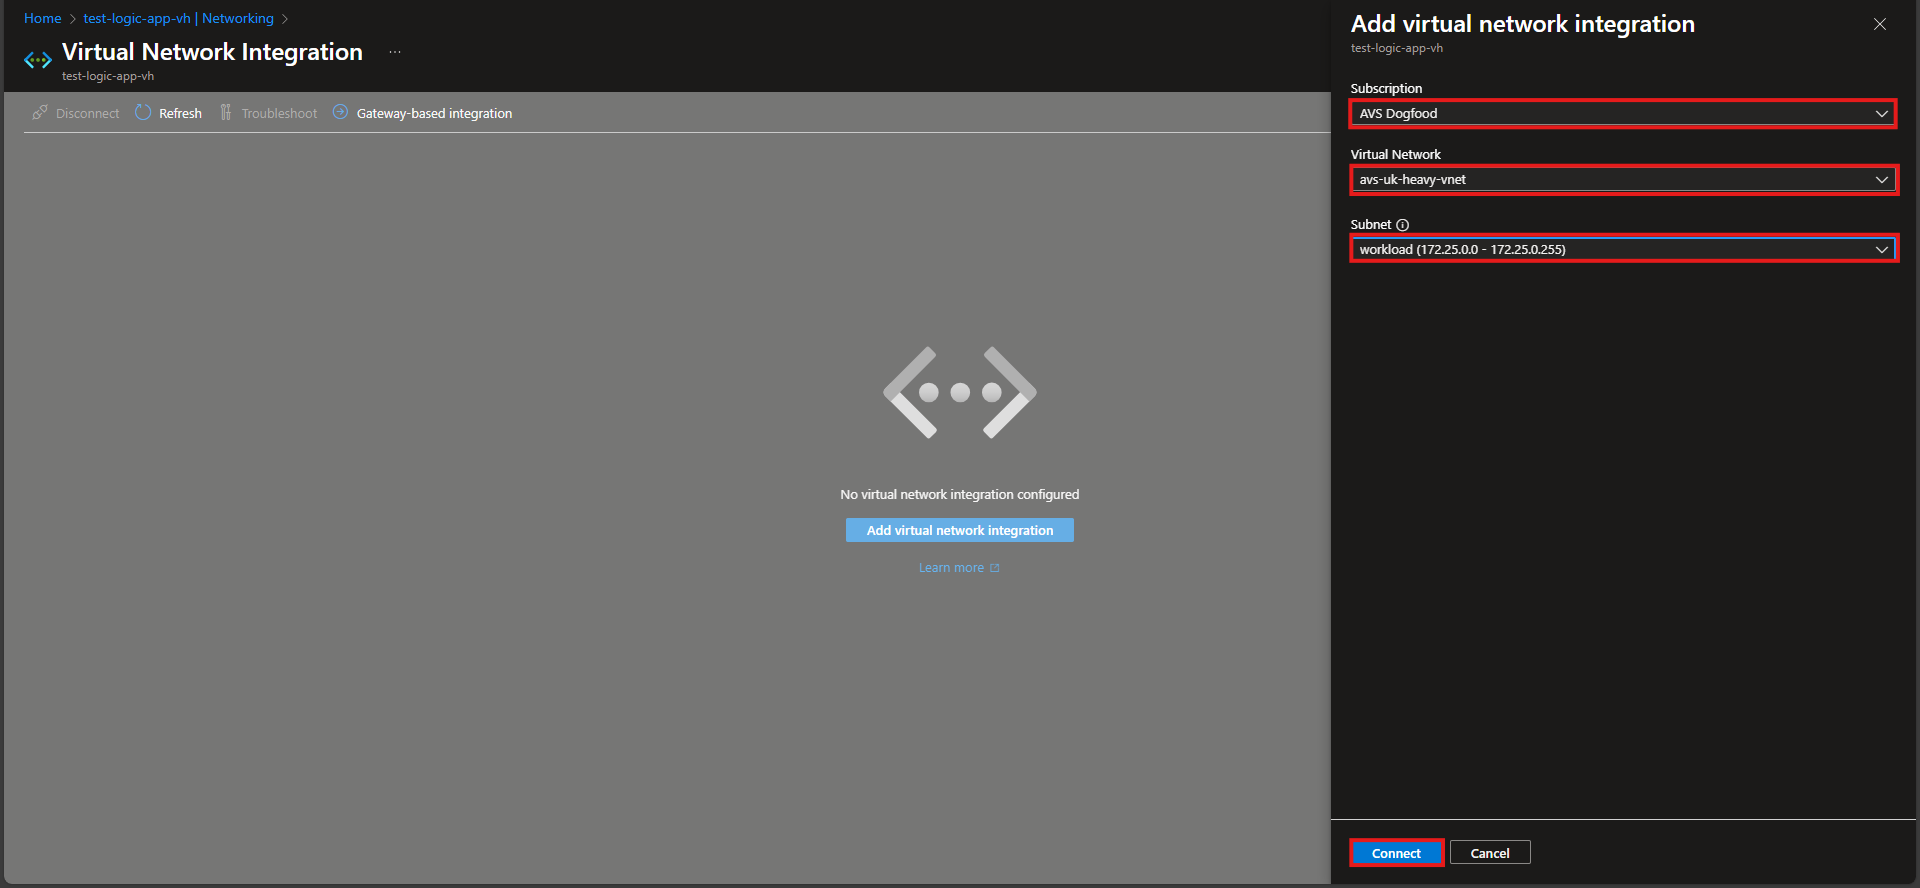 Home > test-logic-app-vh | Networking >
Virtual Network Integration ...
test-logic-app-vh
Disconnect Refresh Troubleshoot Gateway-based integration
No virtual network integration configured
Add virtual network integration
Learn more
Add virtual network integration
test-logic-app-vh
Subscription
AVS Dogfood
Virtual Network
avs-uk-heavy-vnet
Subnet
workload (172.25.0.0 - 172.25.0.255)
Connect Cancel